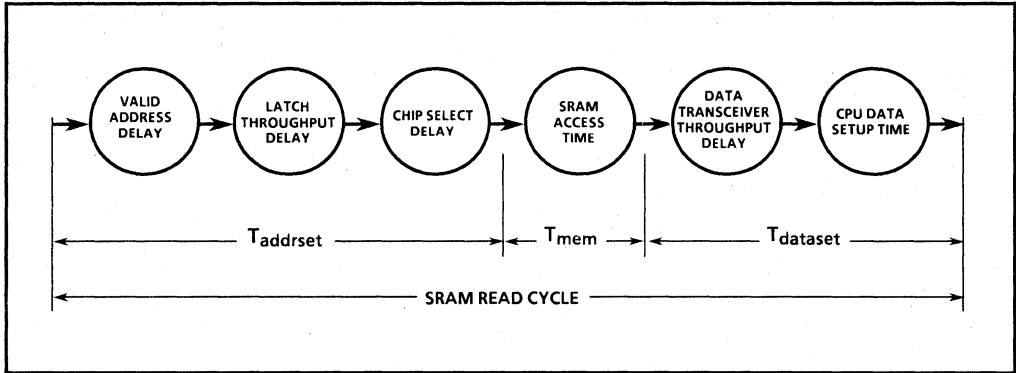 VALID
ADDRESS
DELAY
LATCH
THROUGHPUT
DELAY
CHIP SELECT
DELAY
SRAM
ACCESS
TIME
DATA
TRANSCEIVER
THROUGHPUT
DELAY
CPU DATA
SETUP TIME
Taddrset
Tmem
Tdataset
SRAM READ CYCLE